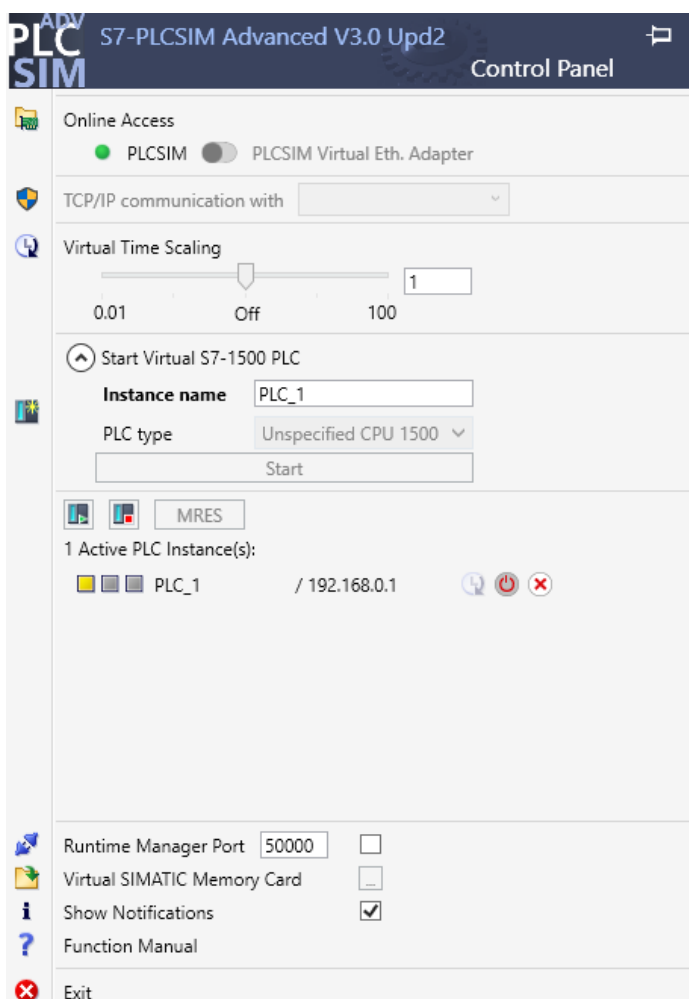 ADV
PLC S7-PLCSIM Advanced V3.0 Upd2
SIM Control Panel
Online Access
PLCSIM PLCSIM Virtual Eth. Adapter
TCP/IP communication with
Virtual Time Scaling
1
0.01 Off 100
Start Virtual S7-1500 PLC
Instance name PLC_1
PLC type Unspecified CPU 1500
Start
MRES
1 Active PLC Instance(s):
PLC_1 / 192.168.0.1
Runtime Manager Port 50000
Virtual SIMATIC Memory Card ...
Show Notifications
Function Manual
Exit